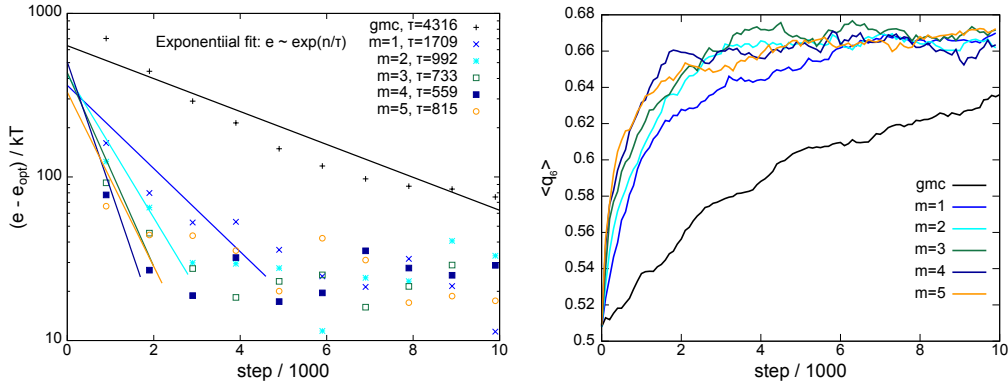 1000
100
10
0
2
4
6
8
10
(e - e_opt) / kT
step / 1000
Exponentiial fit: e ~ exp(n/τ)
gmc, τ=4316
m=1, τ=1709
m=2, τ=992
m=3, τ=733
m=4, τ=559
m=5, τ=815
0.68
0.66
0.64
0.62
0.6
0.58
0.56
0.54
0.52
0.5
0
2
4
6
8
10
<q_6>
step / 1000
gmc
m=1
m=2
m=3
m=4
m=5